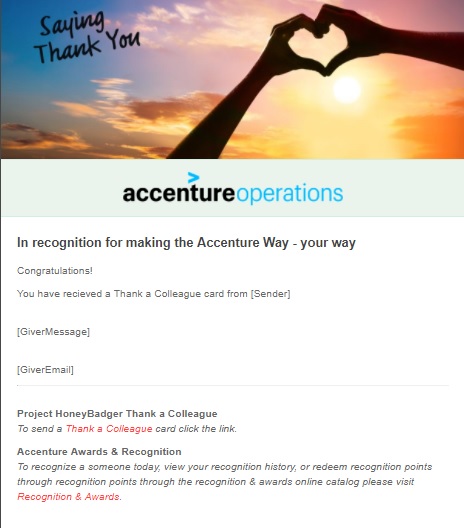 Saying
Thank You
accentureoperations
In recognition for making the Accenture Way - your way
Congratulations!
You have recieved a Thank a Colleague card from [Sender]
[GiverMessage]
[GiverEmail]
Project HoneyBadger Thank a Colleague
To send a Thank a Colleague card click the link.
Accenture Awards & Recognition
To recognize a someone today, view your recognition history, or redeem recognition points
through recognition points through the recognition & awards online catalog please visit
Recognition & Awards.